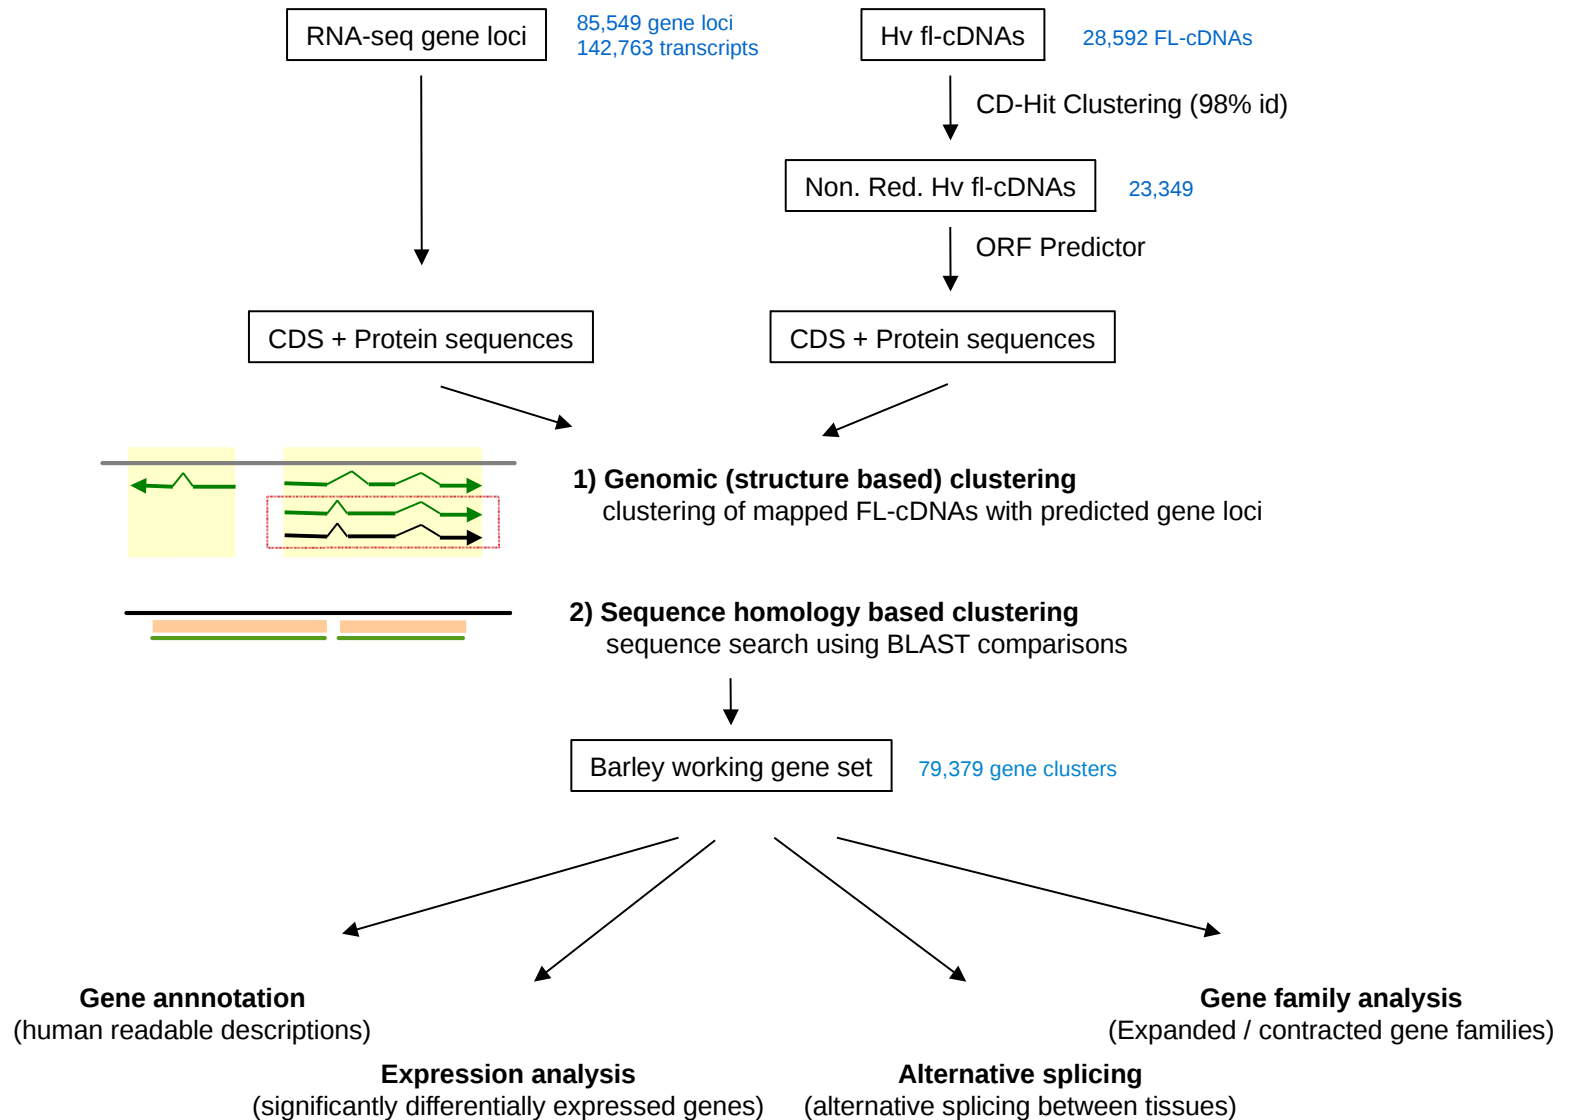 RNA-seq gene loci
85,549 gene loci
142,763 transcripts
Hv fl-cDNAs
28,592 FL-cDNAs
CD-Hit Clustering (98% id)
Non. Red. Hv fl-cDNAs
23,349
ORF Predictor
CDS + Protein sequences
CDS + Protein sequences
1) Genomic (structure based) clustering
clustering of mapped FL-cDNAs with predicted gene loci
2) Sequence homology based clustering
sequence search using BLAST comparisons
Barley working gene set
79,379 gene clusters
Gene annnotation
(human readable descriptions)
Gene family analysis
(Expanded / contracted gene families)
Expression analysis
(significantly differentially expressed genes)
Alternative splicing
(alternative splicing between tissues)